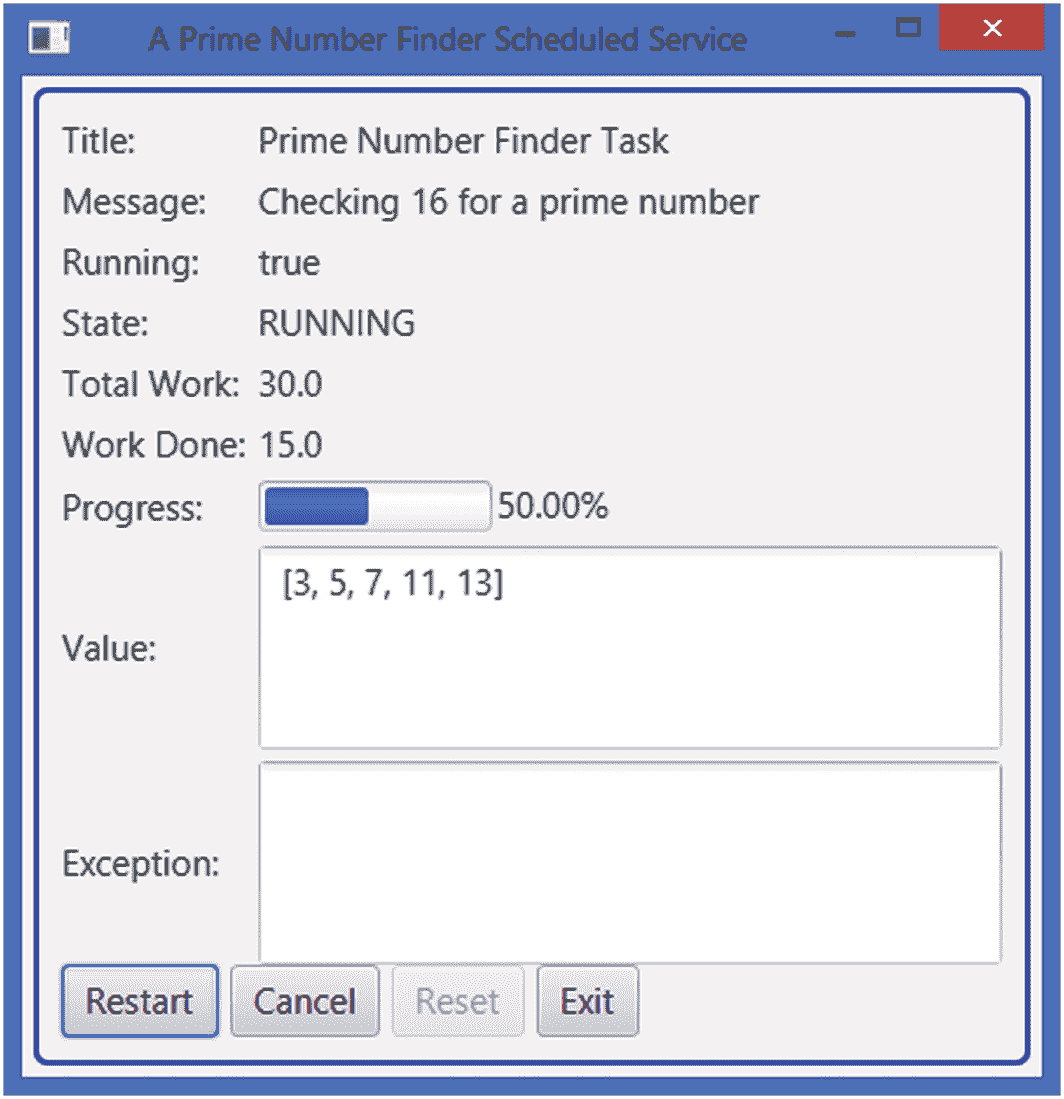 A Prime Number Finder Scheduled Service
Title: Prime Number Finder Task
Message: Checking 16 for a prime number
Running: true
State: RUNNING
Total Work: 30.0
Work Done: 15.0
Progress: 50.00%
Value: [3, 5, 7, 11, 13]
Exception:
Restart Cancel Reset Exit